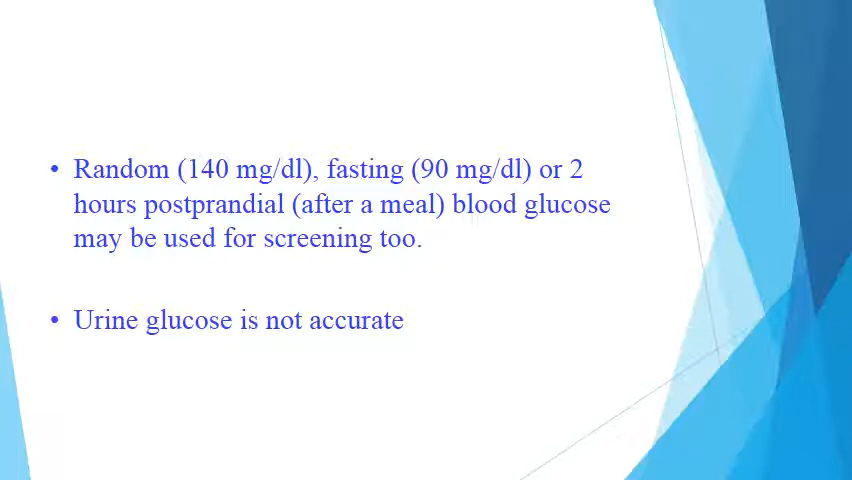 • Random (140 mg/dl), fasting (90 mg/dl) or 2
hours postprandial (after a meal) blood glucose
may be used for screening too.
• Urine glucose is not accurate